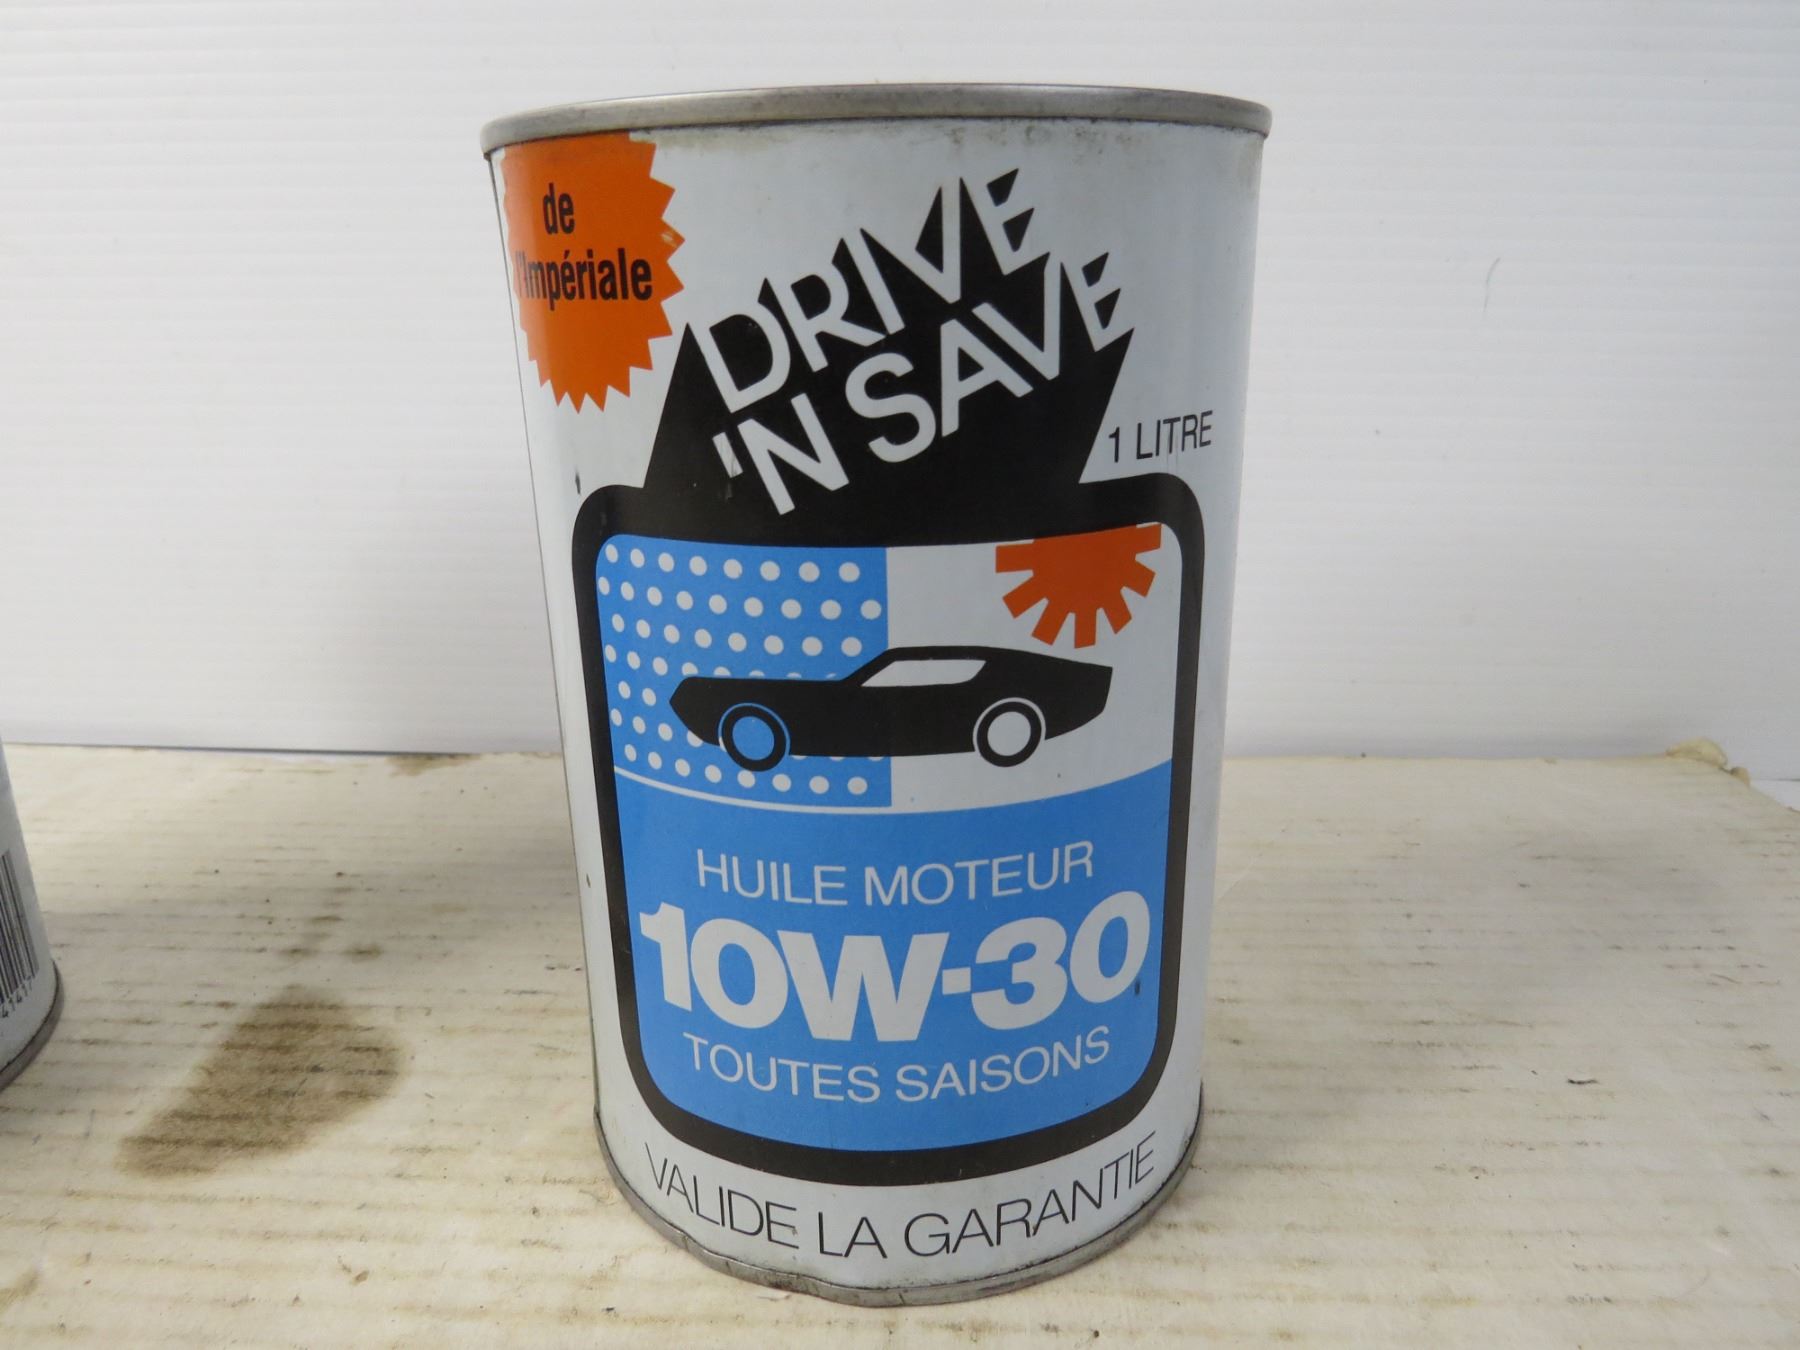 de
l'Impériale
DRIVE
'N SAVE
1 LITRE
HUILE MOTEUR
10W-30
TOUTES SAISONS
VALIDE LA GARANTIE